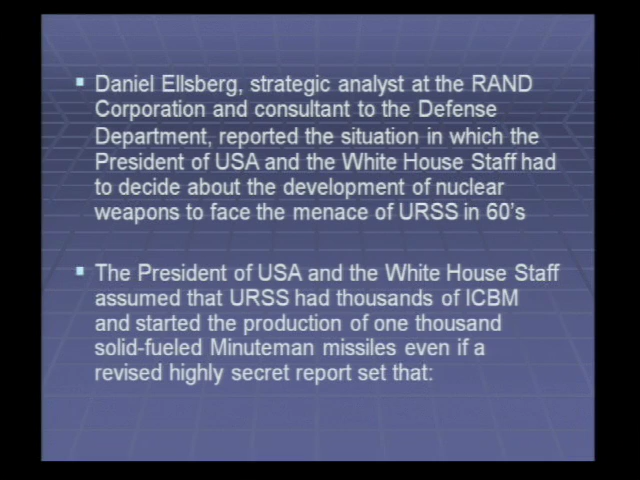 Daniel Ellsberg, strategic analyst at the RAND
Corporation and consultant to the Defense
Department, reported the situation in which the
President of USA and the White House Staff had
to decide about the development of nuclear
weapons to face the menace of URSS in 60's
The President of USA and the White House Staff
assumed that URSS had thousands of ICBM
and started the production of one thousand
solid-fueled Minuteman missiles even if a
revised highly secret report set that: